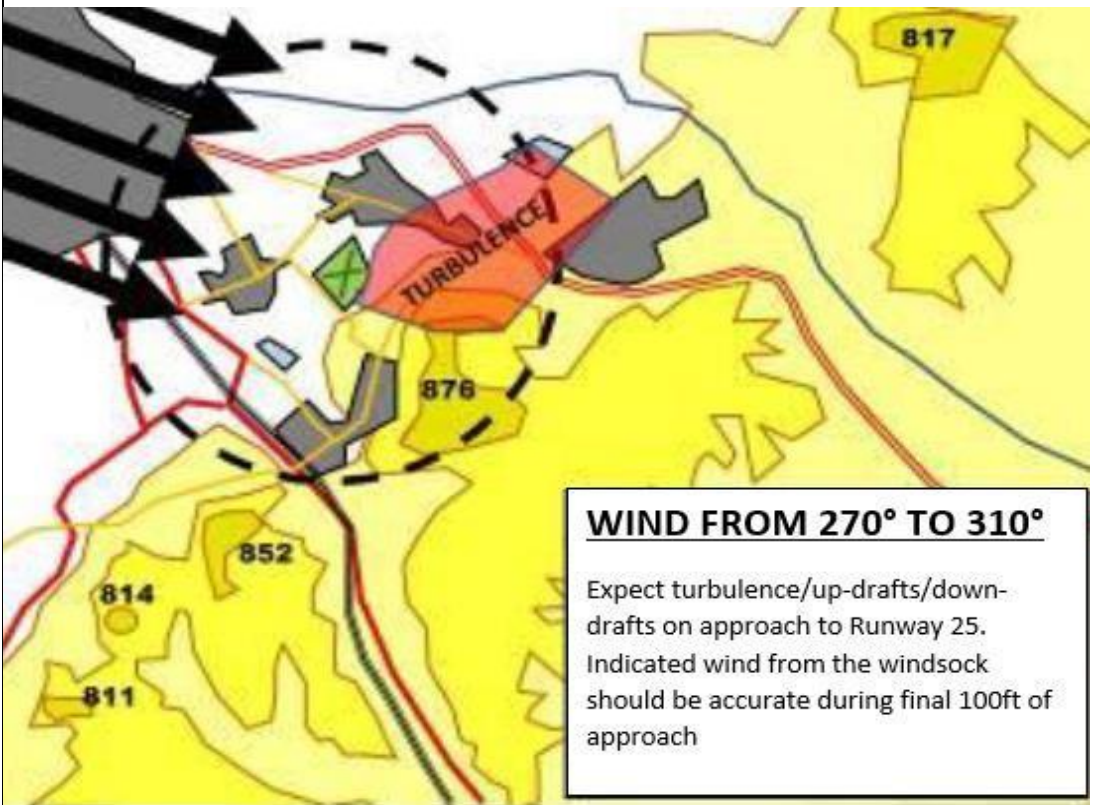 817
TURBULENCE
876
WIND FROM 270° TO 310°
Expect turbulence/up-drafts/down-
drafts on approach to Runway 25.
Indicated wind from the windsock
should be accurate during final 100ft of
approach
852
814
811